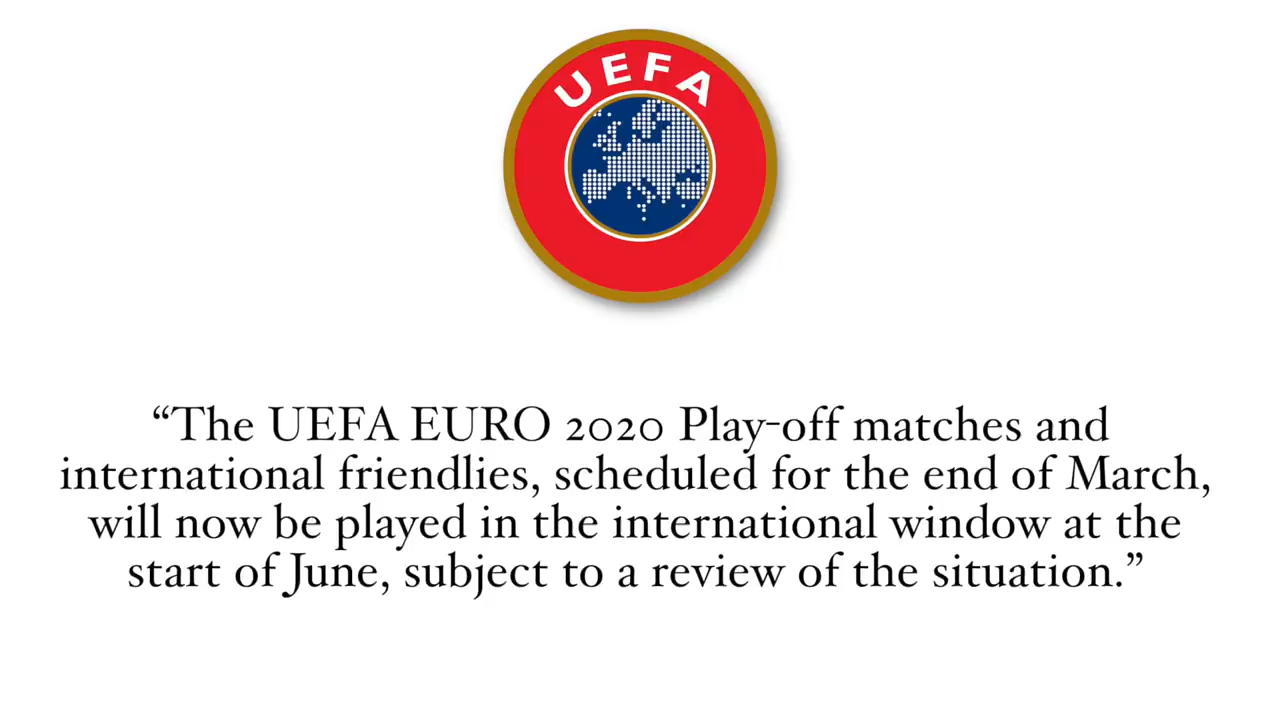 UEFA
“The UEFA EURO 2020 Play-off matches and
international friendlies, scheduled for the end of March,
will now be played in the international window at the
start of June, subject to a review of the situation.”